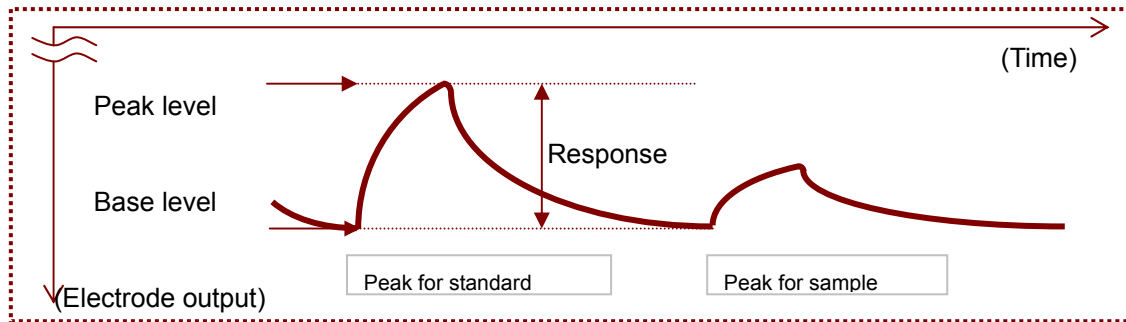 (Time)
Peak level
Response
Base level
Peak for standard
Peak for sample
(Electrode output)